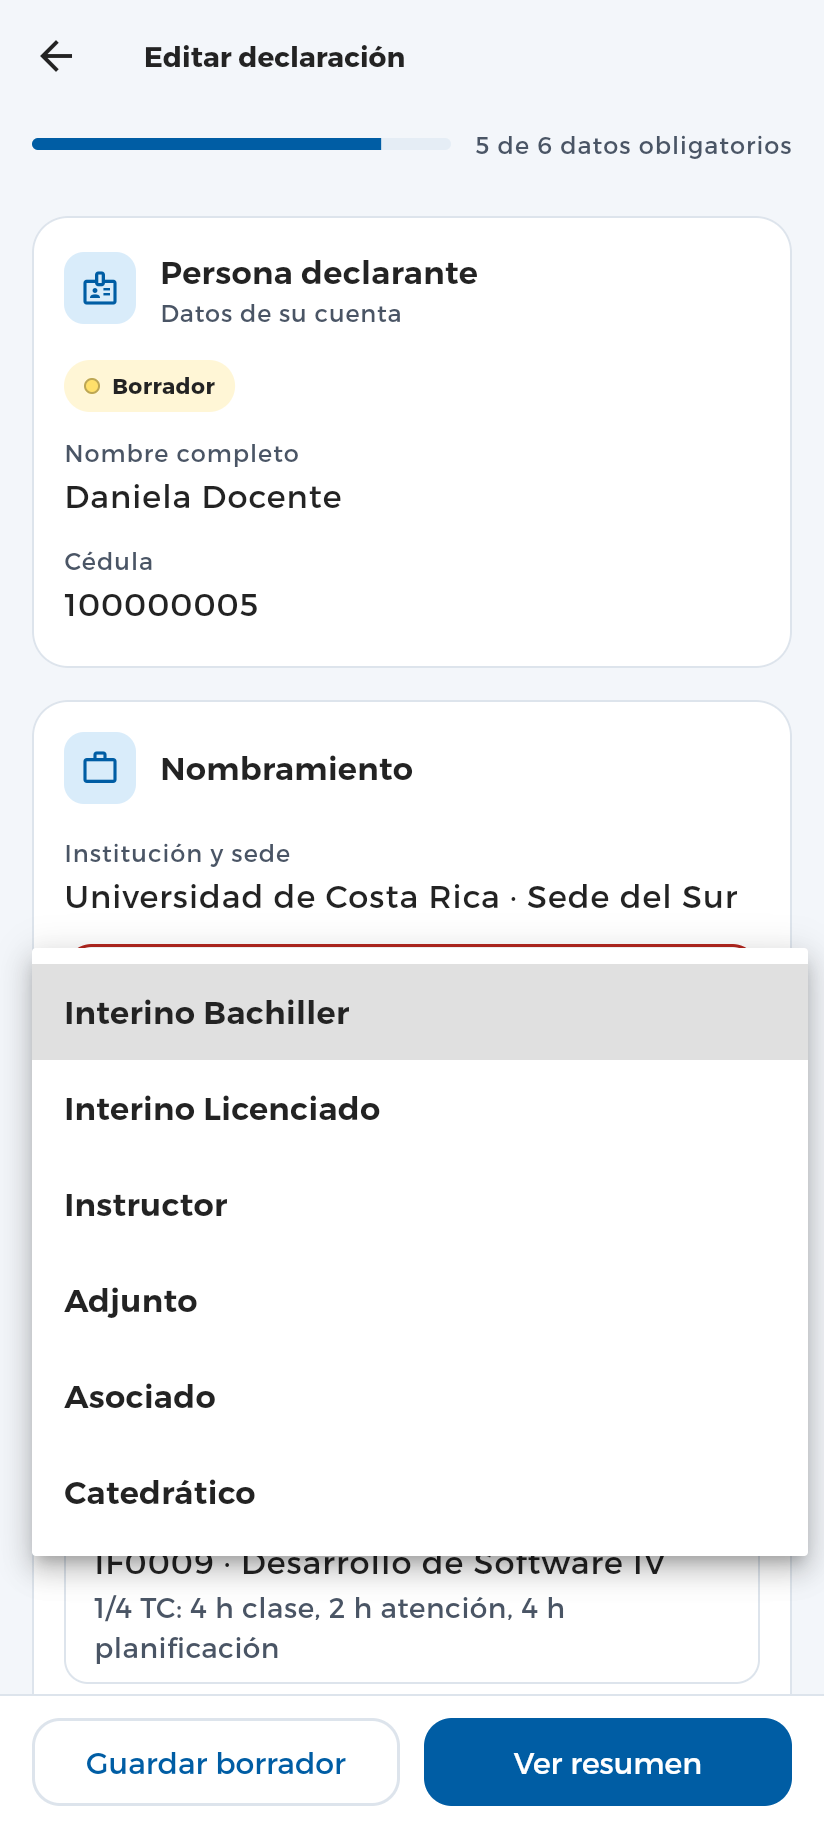 Editar declaración
5 de 6 datos obligatorios
Persona declarante
Datos de su cuenta
Borrador
Nombre completo
Daniela Docente
Cédula
100000005
Nombramiento
Institución y sede
Universidad de Costa Rica · Sede del Sur
Interino Bachiller
Interino Licenciado
Instructor
Adjunto
Asociado
Catedrático
IF0009 · Desarrollo de Software IV
1/4 TC: 4 h clase, 2 h atención, 4 h
planificación
Guardar borrador
Ver resumen